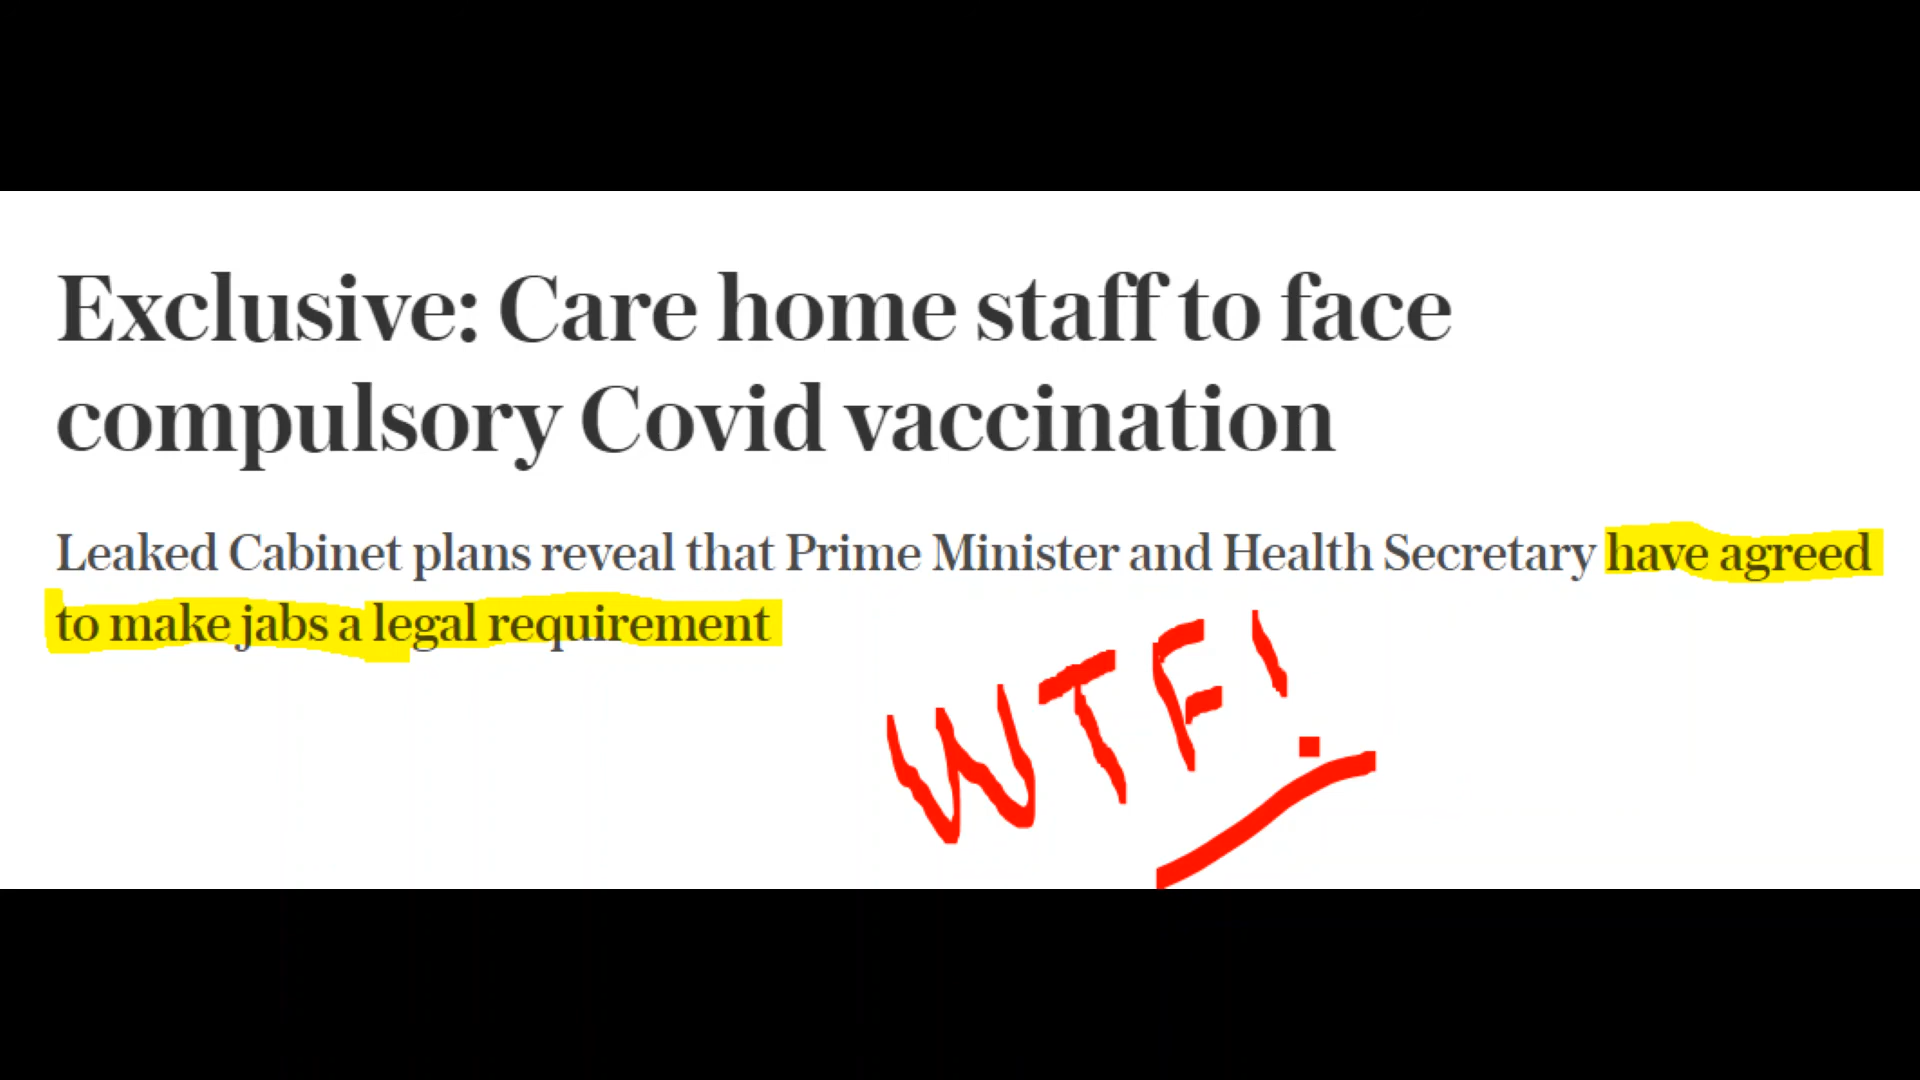 Exclusive: Care home staff to face
compulsory Covid vaccination
Leaked Cabinet plans reveal that Prime Minister and Health Secretary have agreed
to make jabs a legal requirement
WTF!